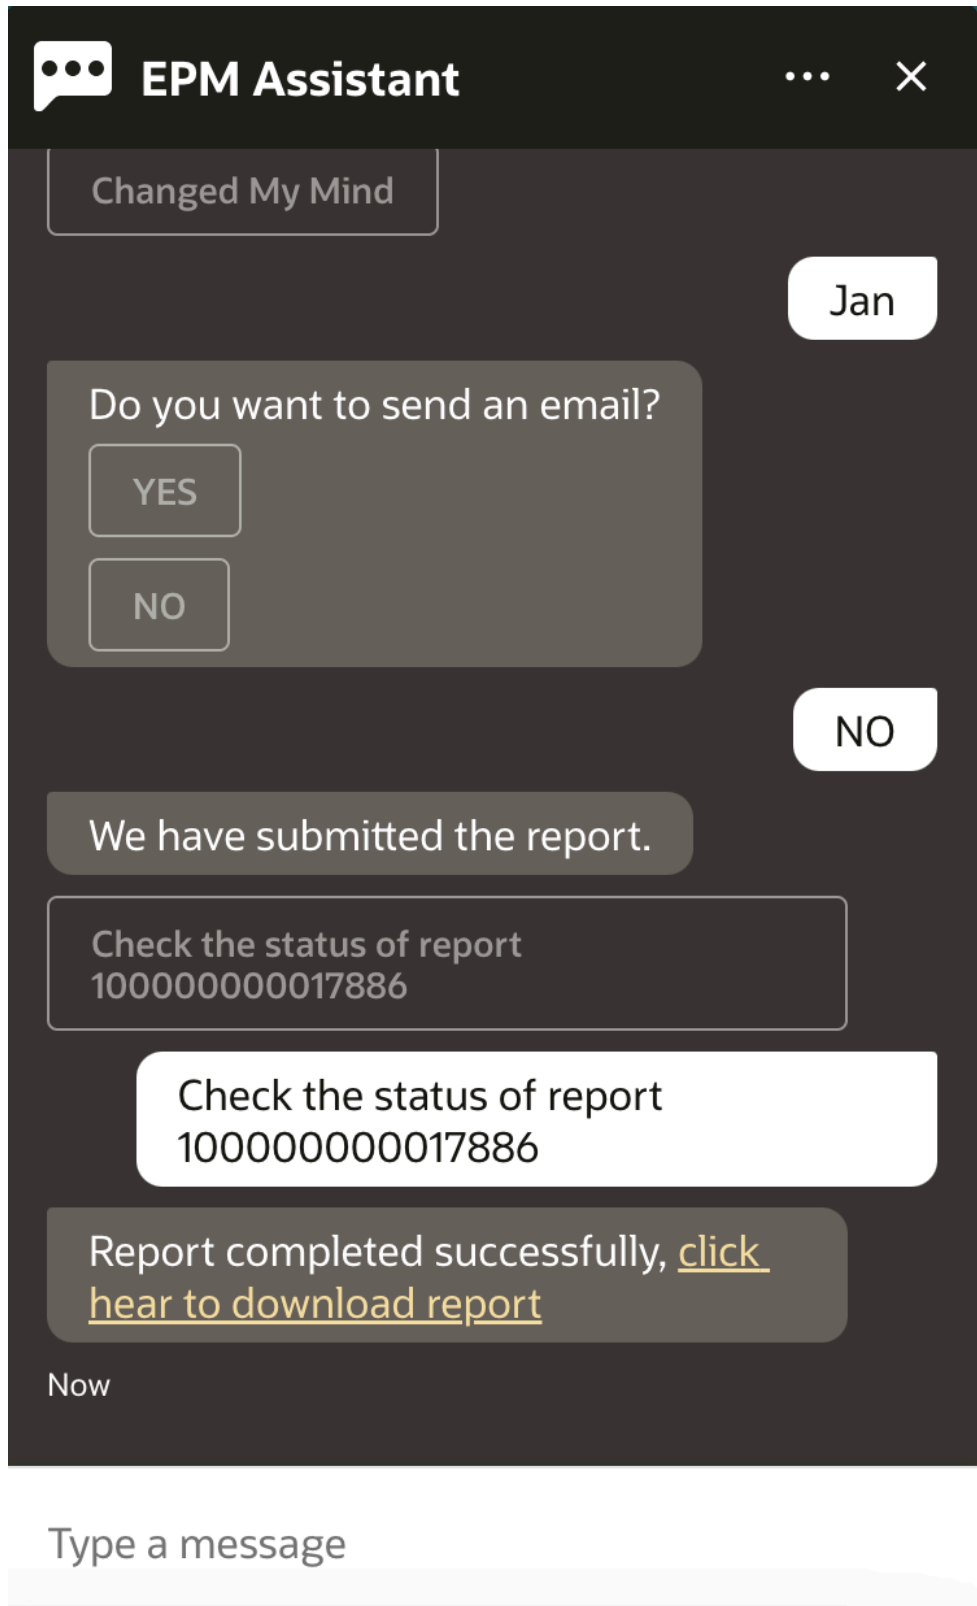 EPM Assistant
Changed My Mind
Jan
Do you want to send an email?
YES
NO
NO
We have submitted the report.
Check the status of report
100000000017886
Check the status of report
100000000017886
Report completed successfully, click
hear to download report
Now
Type a message